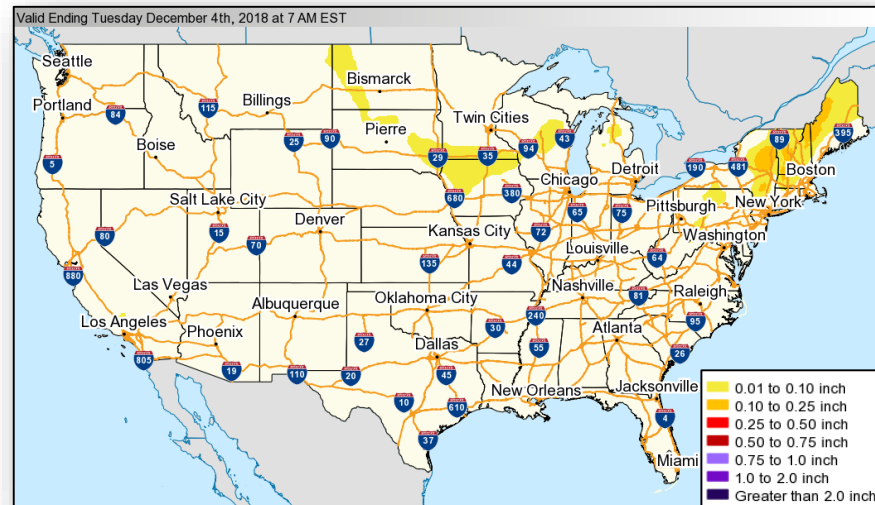 Valid Ending Tuesday December 4th, 2018 at 7 AM EST
Seattle
Bismarck
115
Billings
Portland
84
Twin Cities
Pierre
Boise
25
90
94
43
89
395
5
29
35
190
481
Boston
Detroit
Chicago
680
380
Salt Lake City
New York
Pittsburgh
65
75
Denver
15
80
70
72
Kansas City
Washington
Louisville
135
44
64
880
Las Vegas
Nashville
81
Raleigh
Albuquerque
Oklahoma City
Los Angeles
Phoenix
240
95
30
Atlanta
27
Dallas
55
26
805
19
110
20
45
New Orleans
Jacksonville
10
610
4
37
Miami
0.01 to 0.10 inch
0.10 to 0.25 inch
0.25 to 0.50 inch
0.50 to 0.75 inch
0.75 to 1.0 inch
1.0 to 2.0 inch
Greater than 2.0 inch